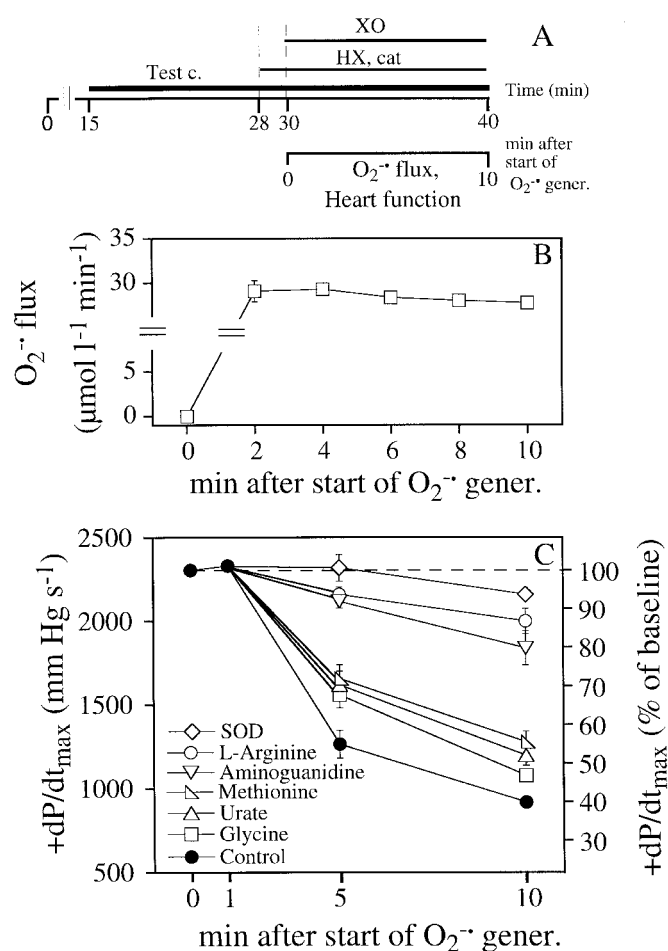 XO
A
HX, cat
Test c.
Time (min)
0 15 28 30 40
0 10
O₂⁻• flux,
Heart function
min after
start of
O₂⁻• gener.
B
O₂⁻• flux
(µmol l⁻¹ min⁻¹)
35
30
5
0
0 2 4 6 8 10
min after start of O₂⁻• gener.
C
+dP/dtmax (mm Hg s⁻¹)
2500
2000
1500
1000
500
SOD
L-Arginine
Aminoguanidine
Methionine
Urate
Glycine
Control
100
90
80
70
60
50
40
30
+dP/dtmax (% of baseline)
0 1 5 10
min after start of O₂⁻• gener.